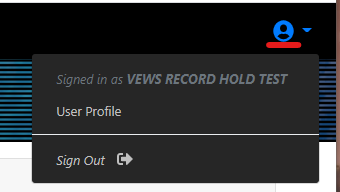 Signed in as VEWS RECORD HOLD TEST
User Profile
Sign Out